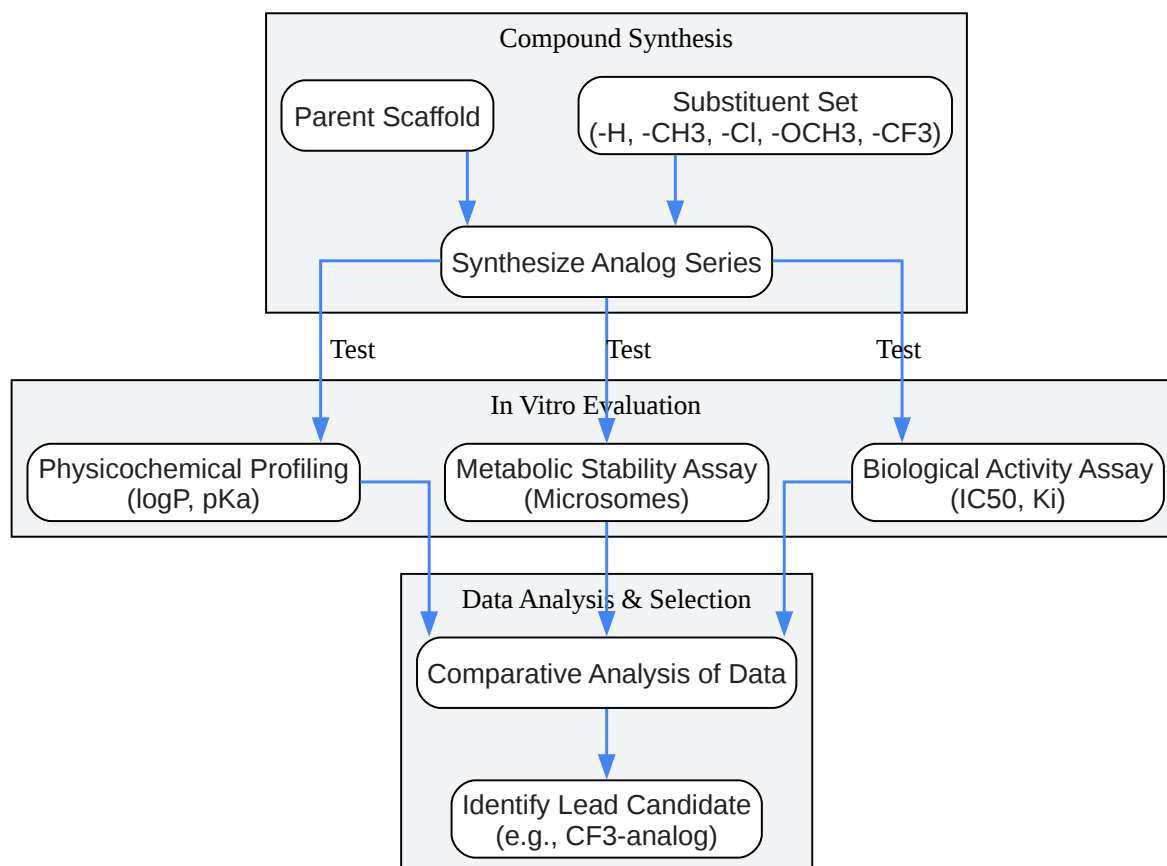 Compound Synthesis
Parent Scaffold
Substituent Set
(-H, -CH3, -Cl, -OCH3, -CF3)
Synthesize Analog Series
Test
Test
Test
In Vitro Evaluation
Physicochemical Profiling
(logP, pKa)
Metabolic Stability Assay
(Microsomes)
Biological Activity Assay
(IC50, Ki)
Data Analysis & Selection
Comparative Analysis of Data
Identify Lead Candidate
(e.g., CF3-analog)